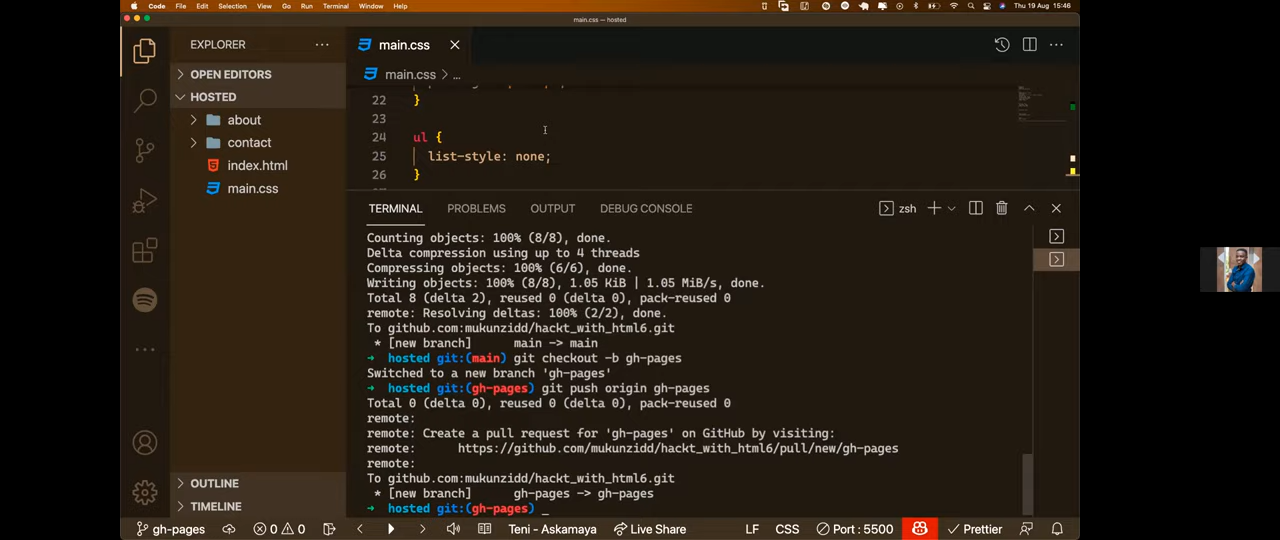 Code File Edit Selection View Go Run Terminal Window Help Thu 19 Aug 15:46
main.css — hosted
EXPLORER
main.css
OPEN EDITORS
main.css > ...
HOSTED
about
contact
index.html
main.css
22 }
23
24 ul {
25 list-style: none;
26 }
TERMINAL PROBLEMS OUTPUT DEBUG CONSOLE zsh
Counting objects: 100% (8/8), done.
Delta compression using up to 4 threads
Compressing objects: 100% (6/6), done.
Writing objects: 100% (8/8), 1.05 KiB | 1.05 MiB/s, done.
Total 8 (delta 2), reused 0 (delta 0), pack-reused 0
remote: Resolving deltas: 100% (2/2), done.
To github.com:mukunzidd/hackt_with_html6.git
* [new branch] main -> main
→ hosted git:(main) git checkout -b gh-pages
Switched to a new branch 'gh-pages'
→ hosted git:(gh-pages) git push origin gh-pages
Total 0 (delta 0), reused 0 (delta 0), pack-reused 0
remote:
remote: Create a pull request for 'gh-pages' on GitHub by visiting:
remote: https://github.com/mukunzidd/hackt_with_html6/pull/new/gh-pages
remote:
To github.com:mukunzidd/hackt_with_html6.git
* [new branch] gh-pages -> gh-pages
→ hosted git:(gh-pages) _
OUTLINE
TIMELINE
gh-pages 0 0 Teni - Askamaya Live Share LF CSS Port : 5500 Prettier